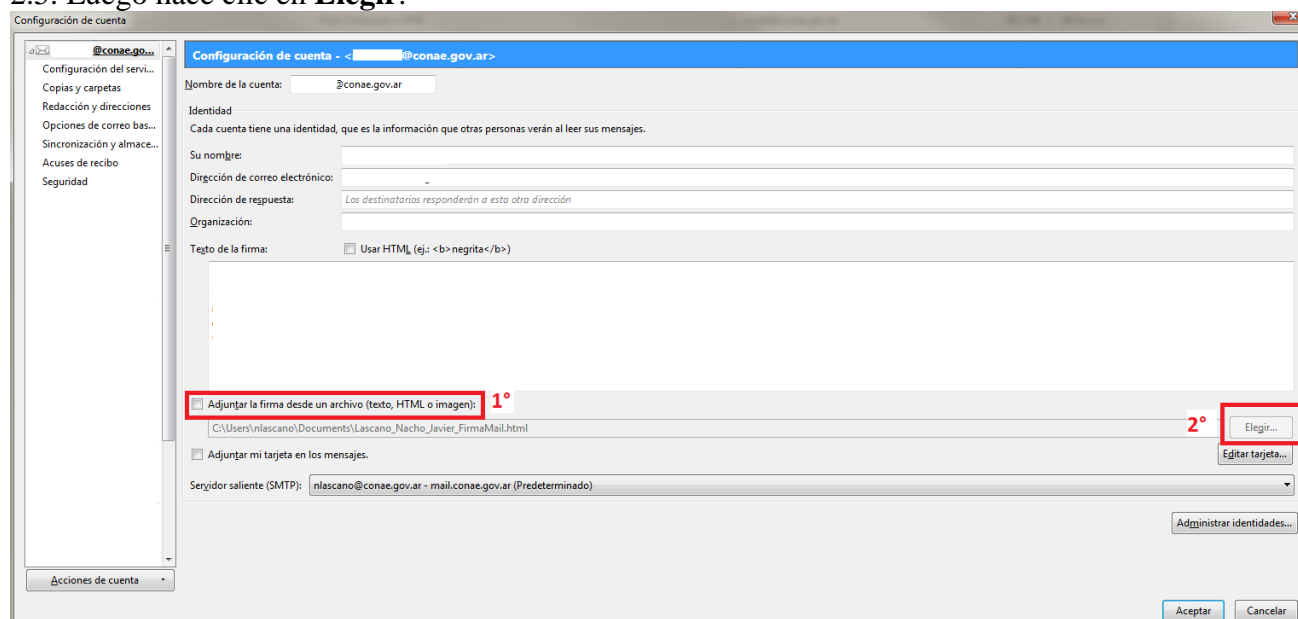 2.3. Luego hace clic en Elegir.
Configuración de cuenta
@conae.go...
Configuración del servi...
Copias y carpetas
Redacción y direcciones
Opciones de correo bas...
Sincronización y almace...
Acuses de recibo
Seguridad
Acciones de cuenta
Configuración de cuenta - < @conae.gov.ar>
Nombre de la cuenta: @conae.gov.ar
Identidad
Cada cuenta tiene una identidad, que es la información que otras personas verán al leer sus mensajes.
Su nombre:
Dirección de correo electrónico:
Dirección de respuesta: Los destinatarios responderán a esta otra dirección
Organización:
Texto de la firma: Usar HTML (ej.: <b>negrita</b>)
Adjuntar la firma desde un archivo (texto, HTML o imagen): 1°
C:\Users\nlascano\Documents\Lascano_Nacho_Javier_FirmaMail.html 2° Elegir...
Adjuntar mi tarjeta en los mensajes. Editar tarjeta...
Servidor saliente (SMTP): nlascano@conae.gov.ar - mail.conae.gov.ar (Predeterminado)
Administrar identidades...
Aceptar Cancelar